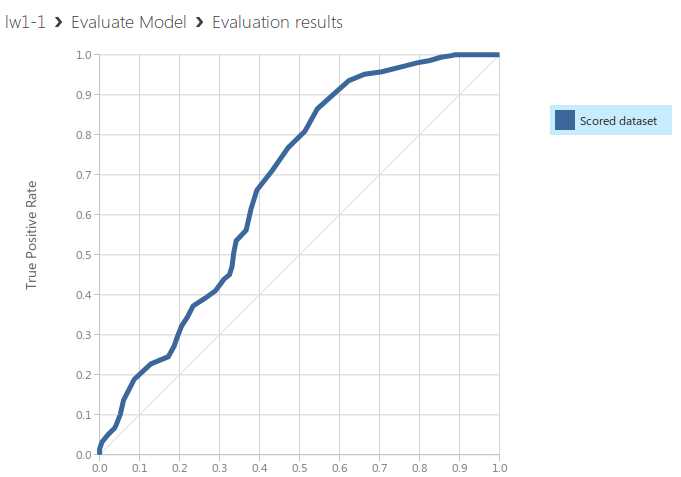 lw1-1 › Evaluate Model › Evaluation results
1.0
0.9
0.8
0.7
0.6
0.5
0.4
0.3
0.2
0.1
0.0
True Positive Rate
0.0 0.1 0.2 0.3 0.4 0.5 0.6 0.7 0.8 0.9 1.0
Scored dataset